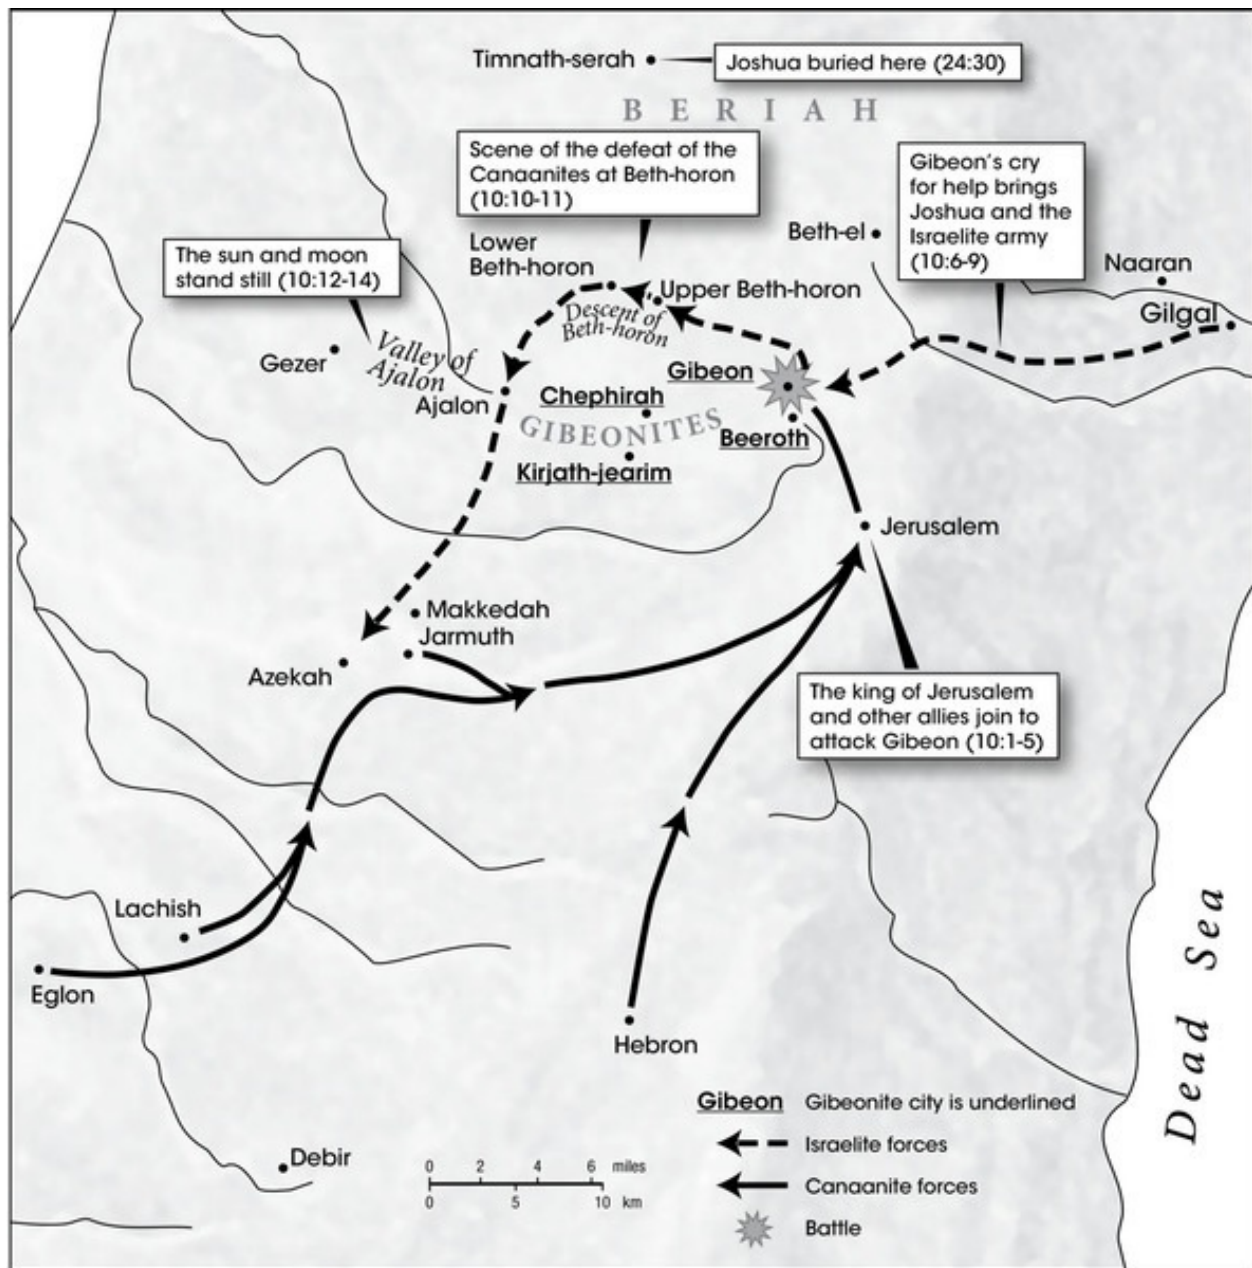 Timnath-serah
Joshua buried here (24:30)
BERIAH
Scene of the defeat of the
Canaanites at Beth-horon
(10:10-11)
Gibeon's cry
for help brings
Joshua and the
Israelite army
(10:6-9)
Beth-el
The sun and moon
stand still (10:12-14)
Lower
Beth-horon
Naaran
Upper Beth-horon
Gilgal
Descent of
Beth-horon
Valley of
Ajalon
Gezer
Gibeon
Ajalon
Chephirah
GIBEONITES
Beeroth
Kirjath-jearim
Jerusalem
Makkedah
Jarmuth
Azekah
The king of Jerusalem
and other allies join to
attack Gibeon (10:1-5)
Lachish
Eglon
Hebron
Dead Sea
Debir
Gibeon Gibeonite city is underlined
Israelite forces
Canaanite forces
Battle
0 2 4 6 miles
0 5 10 km